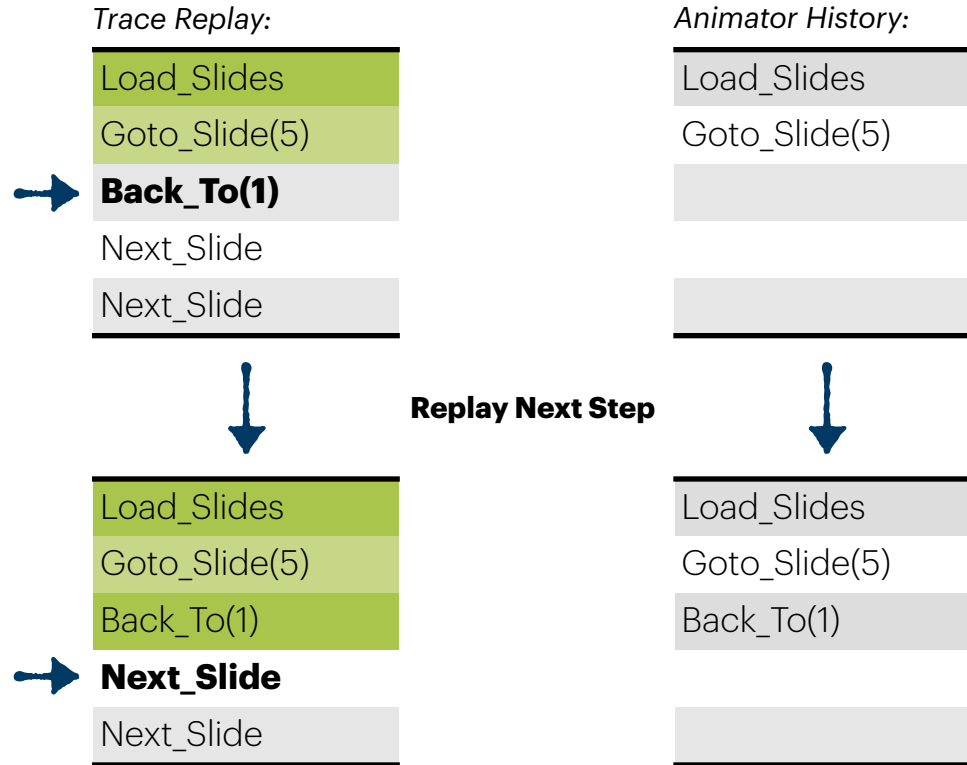 Trace Replay:
Load_Slides
Goto_Slide(5)
Back_To(1)
Next_Slide
Next_Slide
Animator History:
Load_Slides
Goto_Slide(5)
Replay Next Step
Load_Slides
Goto_Slide(5)
Back_To(1)
Next_Slide
Next_Slide
Load_Slides
Goto_Slide(5)
Back_To(1)